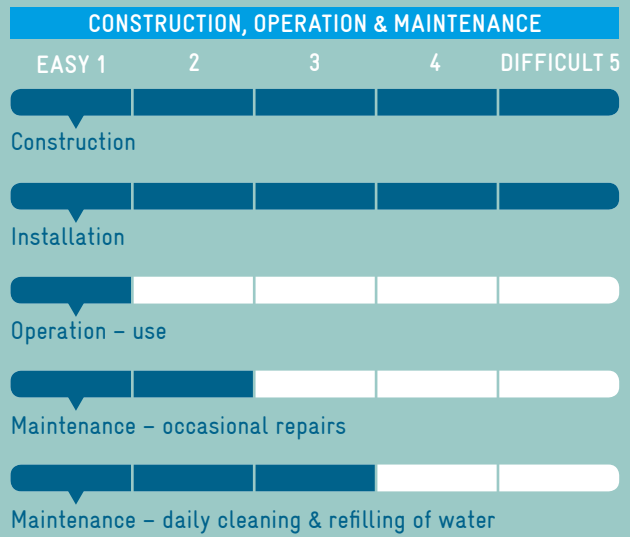 CONSTRUCTION, OPERATION & MAINTENANCE
EASY 1 2 3 4 DIFFICULT 5
Construction
Installation
Operation – use
Maintenance – occasional repairs
Maintenance – daily cleaning & refilling of water